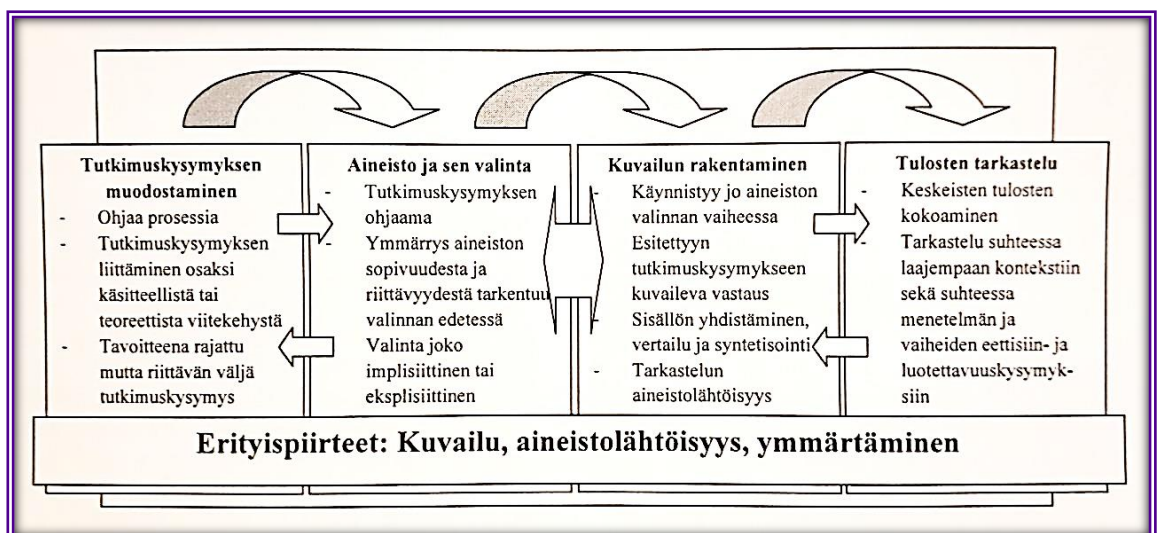 Tutkimuskysymyksen
muodostaminen
- Ohjaa prosessia
- Tutkimuskysymyksen
liittäminen osaksi
käsitteellistä tai
teoreettista viitekehystä
- Tavoitteena rajattu
mutta riittävän väljä
tutkimuskysymys
Aineisto ja sen valinta
- Tutkimuskysymyksen
ohjaama
- Ymmärrys aineiston
sopivuudesta ja
riittävyydestä tarkentuu
valinnan edetessä
Valinta joko
implisiittinen tai
eksplisiittinen
Kuvailun rakentaminen
- Käynnistyy jo aineiston
valinnan vaiheessa
Esitettyyn
tutkimuskysymykseen
kuvaileva vastaus
- Sisällön yhdistäminen,
vertailu ja syntetisointi
- Tarkastelun
aineistolähtöisyys
Tulosten tarkastelu
- Keskeisten tulosten
kokoaminen
- Tarkastelu suhteessa
laajempaan kontekstiin
sekä suhteessa
menetelmän ja
vaiheiden eettisiin- ja
luotettavuuskysymyk-
siin
Erityispiirteet: Kuvailu, aineistolähtöisyys, ymmärtäminen